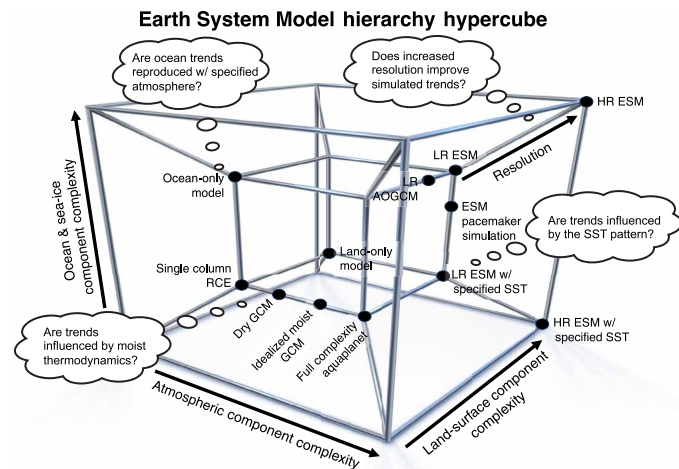 Earth System Model hierarchy hypercube
Are ocean trends
reproduced w/ specified
atmosphere?
Does increased
resolution improve
simulated trends?
HR ESM
LR ESM
Resolution
LR
AOGCM
Ocean-only
model
ESM
pacemaker
simulation
Are trends influenced
by the SST pattern?
Ocean & sea-ice
component complexity
Land-only
model
Single column
RCE
LR ESM w/
specified SST
Are trends
influenced by moist
thermodynamics?
Dry GCM
Idealized moist
GCM
Full complexity
aquaplanet
HR ESM w/
specified SST
Atmospheric component complexity
Land-surface component
complexity